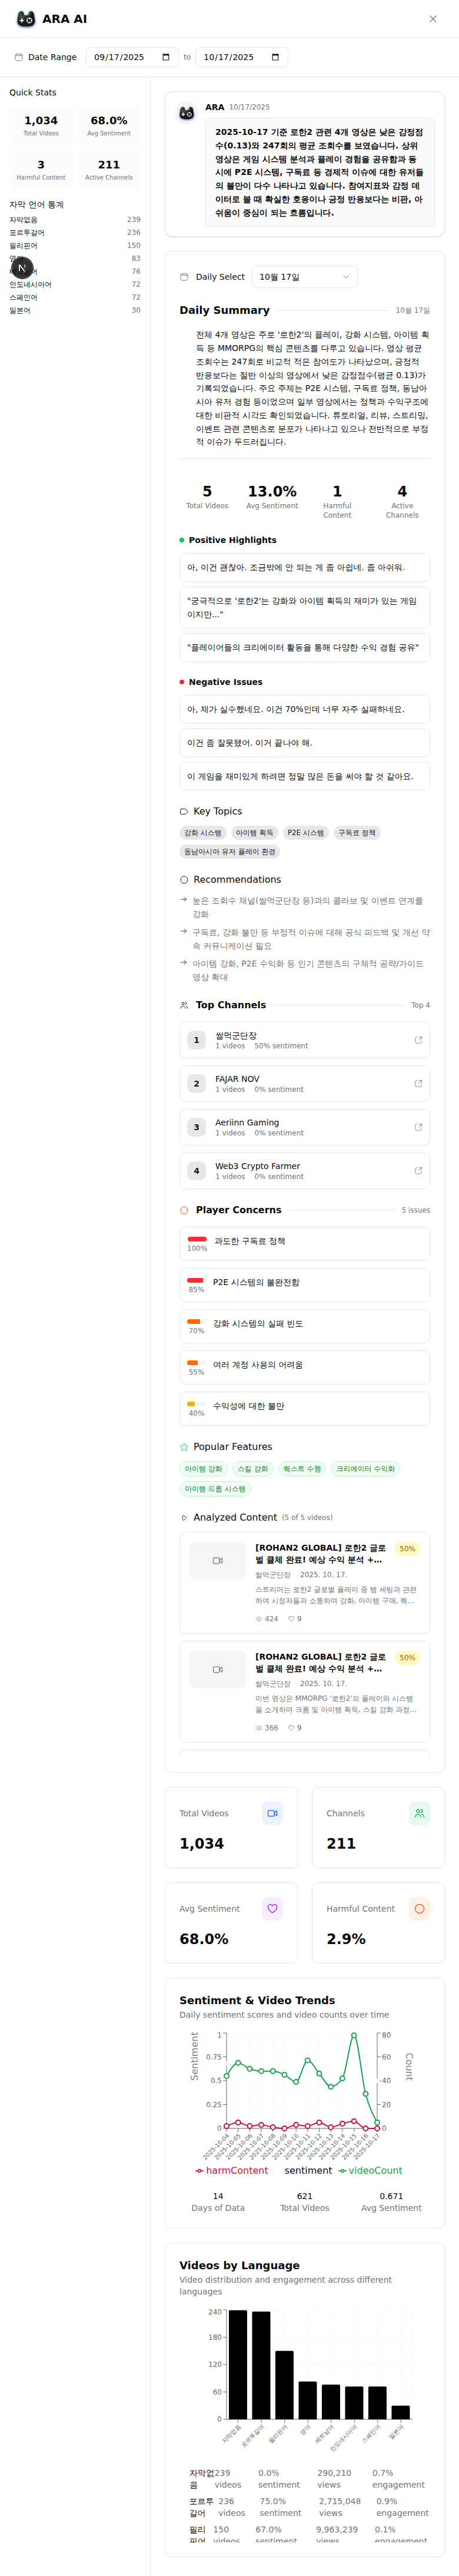 ARA AI
Date Range
09/17/2025
to
10/17/2025
Quick Stats
1,034
Total Videos
68.0%
Avg Sentiment
3
Harmful Content
211
Active Channels
자막 언어 통계
자막없음 239
포르투갈어 236
필리핀어 150
83
N
76
인도네시아어 72
스페인어 72
일본어 30
ARA 10/17/2025
2025-10-17 기준 로한2 관련 4개 영상은 낮은 감정점
수(0.13)와 247회의 평균 조회수를 보였습니다. 상위
영상은 게임 시스템 분석과 플레이 경험을 공유함과 동
시에 P2E 시스템, 구독료 등 경제적 이슈에 대한 유저들
의 불만이 다수 나타나고 있습니다. 참여지표와 감정 데
이터로 볼 때 확실한 호응이나 긍정 반응보다는 비판, 아
쉬움이 중심이 되는 흐름입니다.
Daily Select
10월 17일
Daily Summary
10월 17일
전체 4개 영상은 주로 '로한2'의 플레이, 강화 시스템, 아이템 획
득 등 MMORPG의 핵심 콘텐츠를 다루고 있습니다. 영상 평균
조회수는 247회로 비교적 적은 참여도가 나타났으며, 긍정적
반응보다는 절반 이상의 영상에서 낮은 감정점수(평균 0.13)가
기록되었습니다. 주요 주제는 P2E 시스템, 구독료 정책, 동남아
시아 유저 경험 등이었으며 일부 영상에서는 정책과 수익구조에
대한 비판적 시각도 확인되었습니다. 튜토리얼, 리뷰, 스트리밍,
이벤트 관련 콘텐츠로 분포가 나타나고 있으나 전반적으로 부정
적 이슈가 두드러집니다.
5
Total Videos
13.0%
Avg Sentiment
1
Harmful
Content
4
Active
Channels
Positive Highlights
아, 이건 괜찮아. 조금밖에 안 되는 게 좀 아쉽네. 좀 아쉬워.
"궁극적으로 '로한2'는 강화와 아이템 획득의 재미가 있는 게임
이지만..."
"플레이어들의 크리에이터 활동을 통해 다양한 수익 경험 공유"
Negative Issues
아, 제가 실수했네요. 이건 70%인데 너무 자주 실패하네요.
이건 좀 잘못됐어. 이거 끝나야 해.
이 게임을 재미있게 하려면 정말 많은 돈을 써야 할 것 같아요.
Key Topics
강화 시스템
아이템 획득
P2E 시스템
구독료 정책
동남아시아 유저 플레이 환경
Recommendations
높은 조회수 채널(쌀먹군단장 등)과의 콜라보 및 이벤트 연계를
강화
구독료, 강화 불만 등 부정적 이슈에 대해 공식 피드백 및 개선 약
속 커뮤니케이션 필요
아이템 강화, P2E 수익화 등 인기 콘텐츠의 구체적 공략/가이드
영상 확대
Top Channels
Top 4
1
쌀먹군단장
1 videos 50% sentiment
2
FAJAR NOV
1 videos 0% sentiment
3
Aeriinn Gaming
1 videos 0% sentiment
4
Web3 Crypto Farmer
1 videos 0% sentiment
Player Concerns
5 issues
100%
과도한 구독료 정책
85%
P2E 시스템의 불완전함
70%
강화 시스템의 실패 빈도
55%
여러 계정 사용의 어려움
40%
수익성에 대한 불만
Popular Features
아이템 강화
스킬 강화
퀘스트 수행
크리에이터 수익화
아이템 드롭 시스템
Analyzed Content (5 of 5 videos)
[ROHAN2 GLOBAL] 로한2 글로
벌 클체 완료! 예상 수익 분석 +...
50%
쌀먹군단장 2025. 10. 17.
스트리머는 로한2 글로벌 플레이 중 템 세팅과 관련
하여 시청자들과 소통하며 강화, 아이템 구매, 퀘...
424 9
[ROHAN2 GLOBAL] 로한2 글로
벌 클체 완료! 예상 수익 분석 +...
50%
쌀먹군단장 2025. 10. 17.
이번 영상은 MMORPG '로한2'의 플레이와 시스템
을 소개하며 크롬 및 아이템 획득, 스킬 강화 과정...
366 9
Total Videos
1,034
Channels
211
Avg Sentiment
68.0%
Harmful Content
2.9%
Sentiment & Video Trends
Daily sentiment scores and video counts over time
Sentiment
1
0.75
0.5
0.25
0
Count
80
60
40
20
0
2025-10-04
2025-10-05
2025-10-06
2025-10-07
2025-10-08
2025-10-09
2025-10-10
2025-10-11
2025-10-12
2025-10-13
2025-10-14
2025-10-15
2025-10-16
2025-10-17
harmContent sentiment videoCount
14
Days of Data
621
Total Videos
0.671
Avg Sentiment
Videos by Language
Video distribution and engagement across different
languages
240
180
120
60
0
자막없음
포르투갈어
필리핀어
영어
베트남어
인도네시아어
스페인어
일본어
자막없음 239 videos 0.0% sentiment 290,210 views 0.7% engagement
포르투갈어 236 videos 75.0% sentiment 2,715,048 views 0.9% engagement
필리핀어 150 videos 67.0% sentiment 9,963,239 views 0.1% engagement